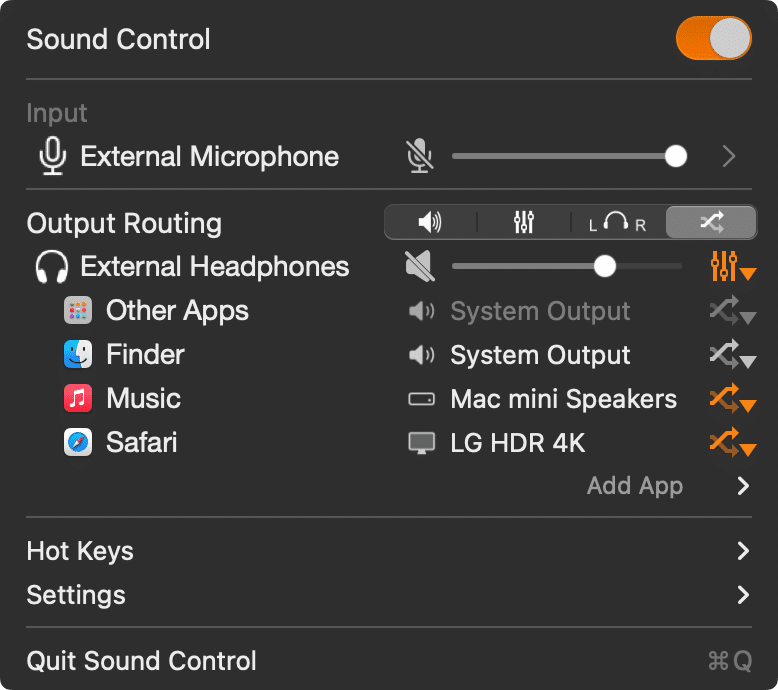 Sound Control
Input
External Microphone
Output Routing L R
External Headphones
Other Apps System Output
Finder System Output
Music Mac mini Speakers
Safari LG HDR 4K
Add App
Hot Keys
Settings
Quit Sound Control ⌘Q